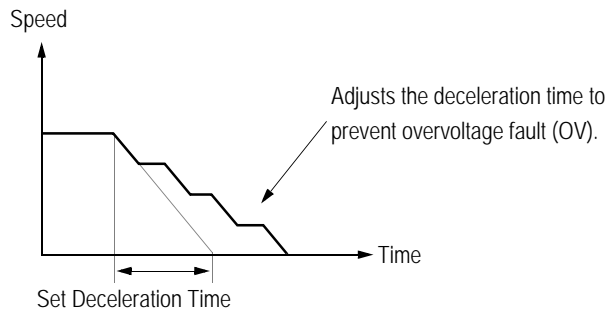 Speed
Adjusts the deceleration time to
prevent overvoltage fault (OV).
Time
Set Deceleration Time